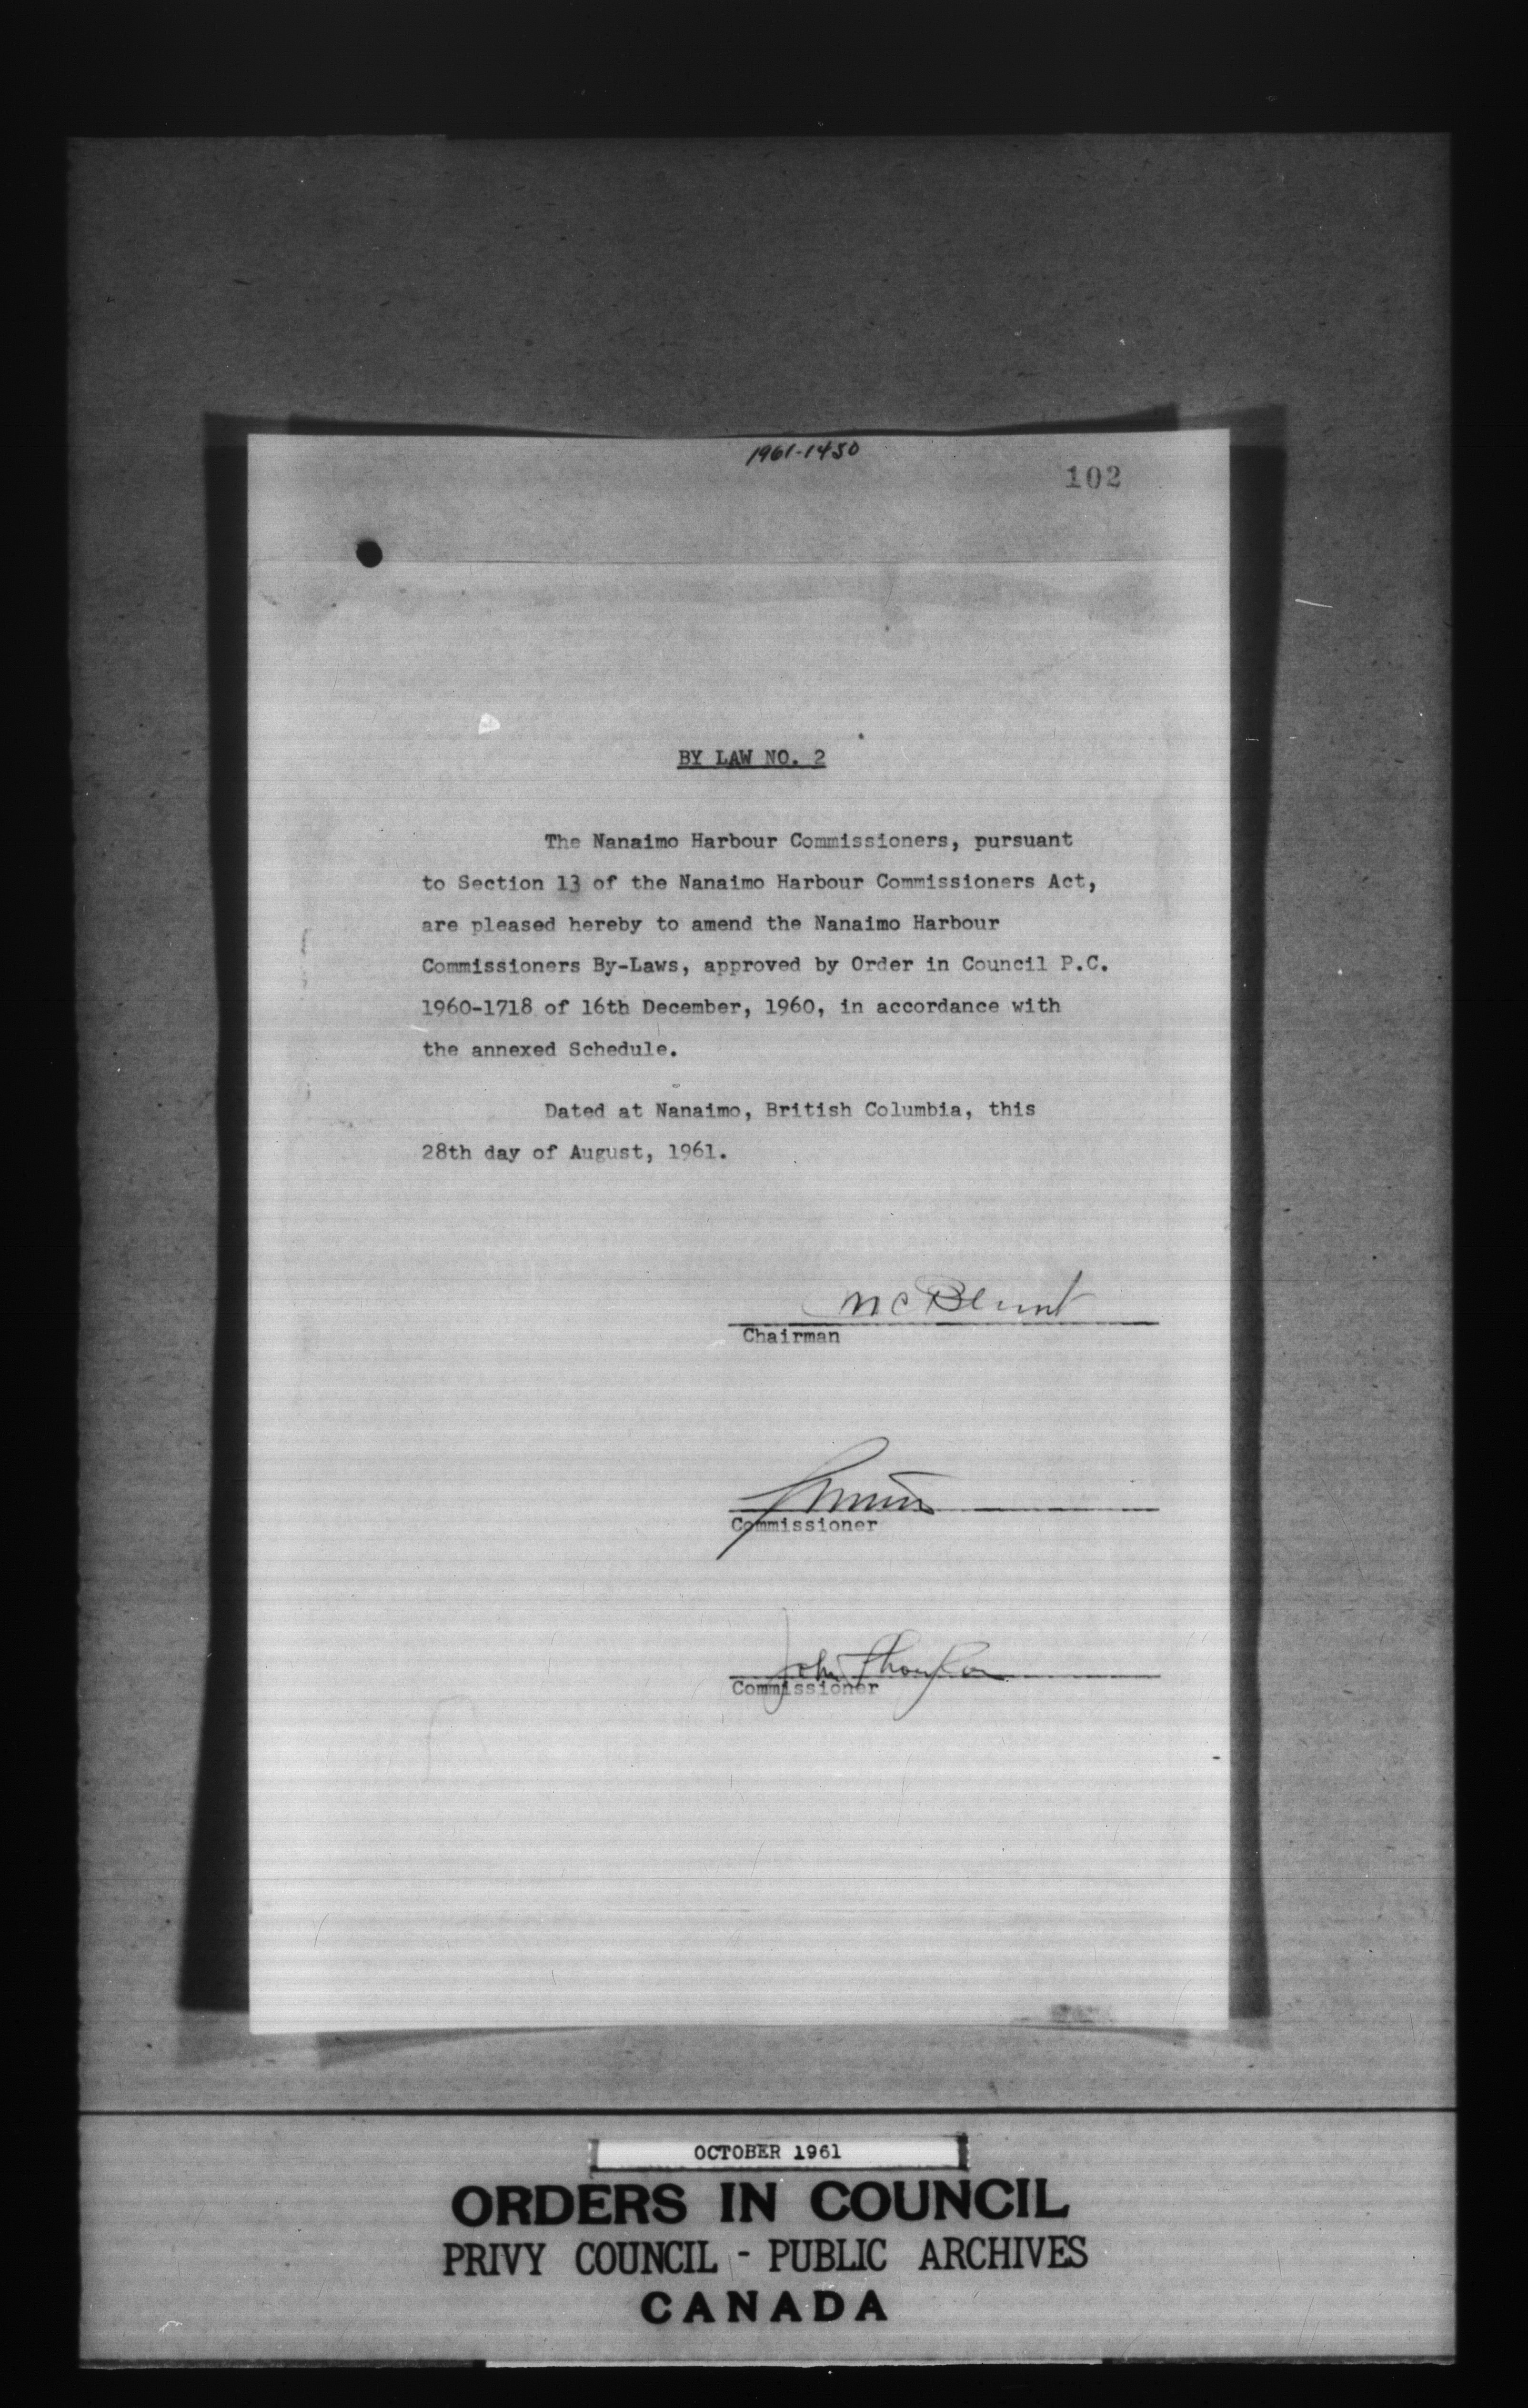 1961-1450
102
BY LAW NO. 2
The Nanaimo Harbour Commissioners, pursuant
to Section 13 of the Nanaimo Harbour Commissioners Act,
are pleased hereby to amend the Nanaimo Harbour
Commissioners By-Laws, approved by Order in Council P.C.
1960-1718 of 16th December, 1960, in accordance with
the annexed Schedule.
Dated at Nanaimo, British Columbia, this
28th day of August, 1961.
Chairman
Commissioner
John
Commissioner
OCTOBER 1961
ORDERS IN COUNCIL
PRIVY COUNCIL - PUBLIC ARCHIVES
CANADA